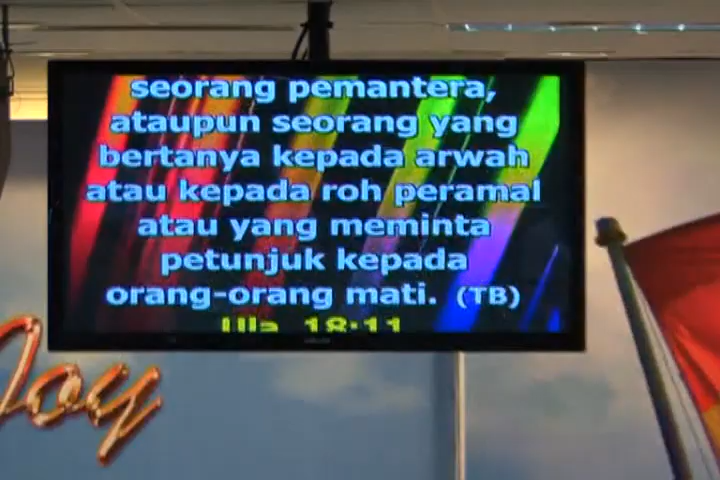 seorang pemantera,
ataupun seorang yang
bertanya kepada arwah
atau kepada roh peramal
atau yang meminta
petunjuk kepada
orang-orang mati. (TB)
Ula 18:11
Joy